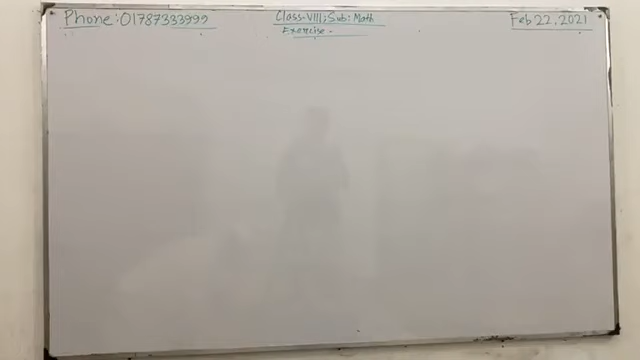 Phone: 01787333999
Class-VIII; Sub: Math
Exercise -
Feb 22, 2021